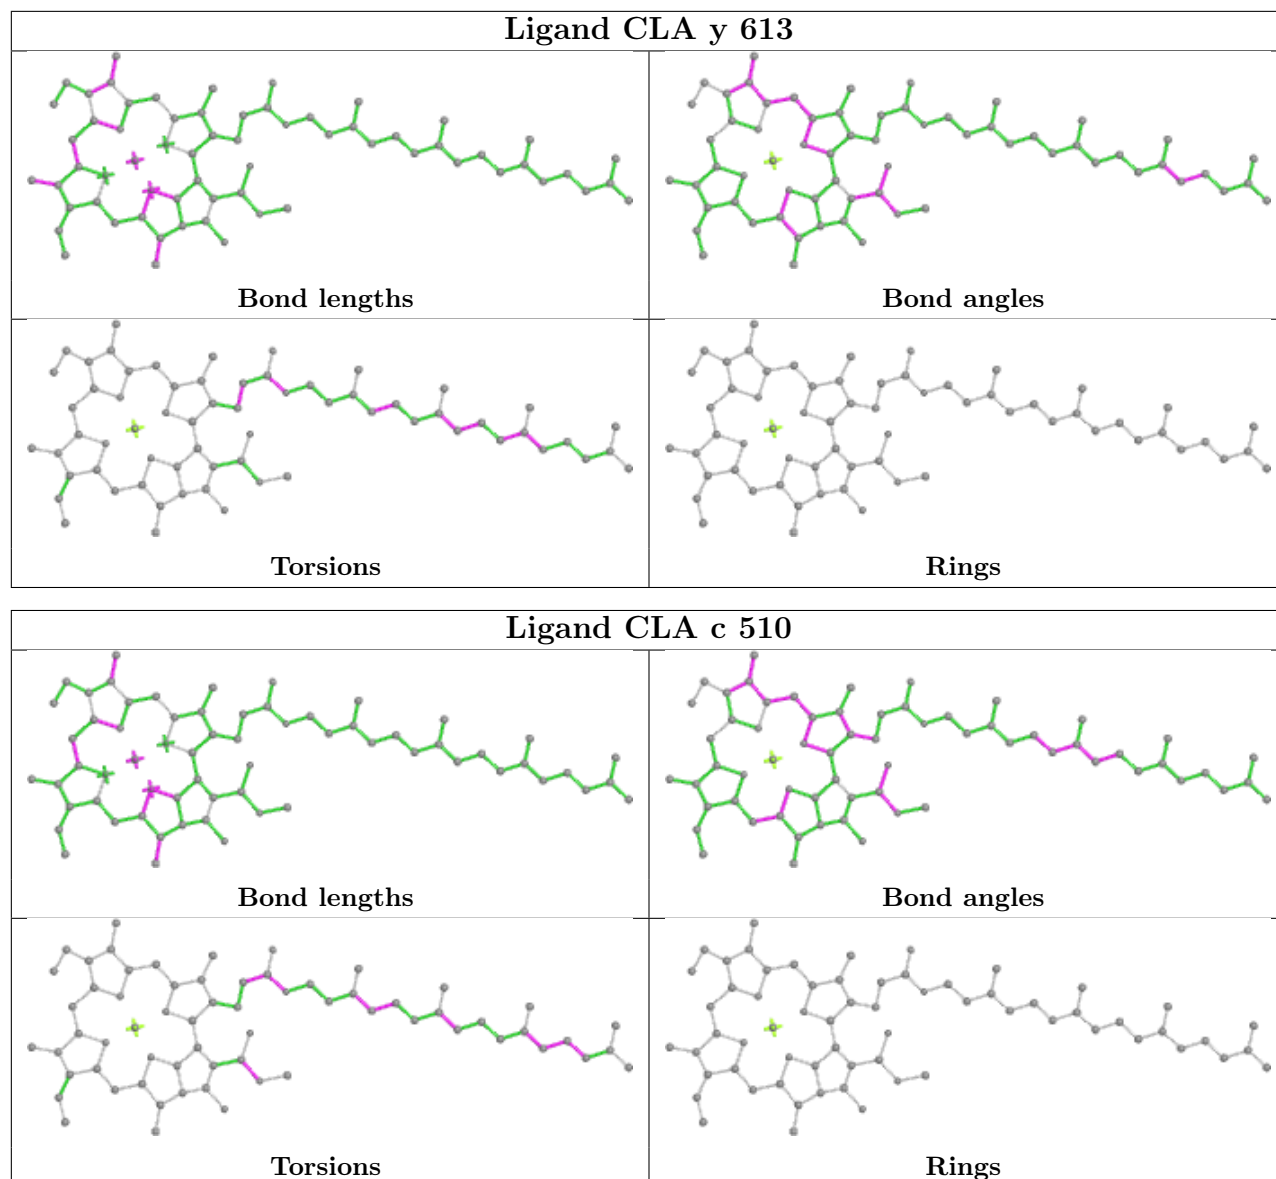 Ligand CLA y 613
Bond lengths
Bond angles
Torsions
Rings
Ligand CLA c 510
Bond lengths
Bond angles
Torsions
Rings